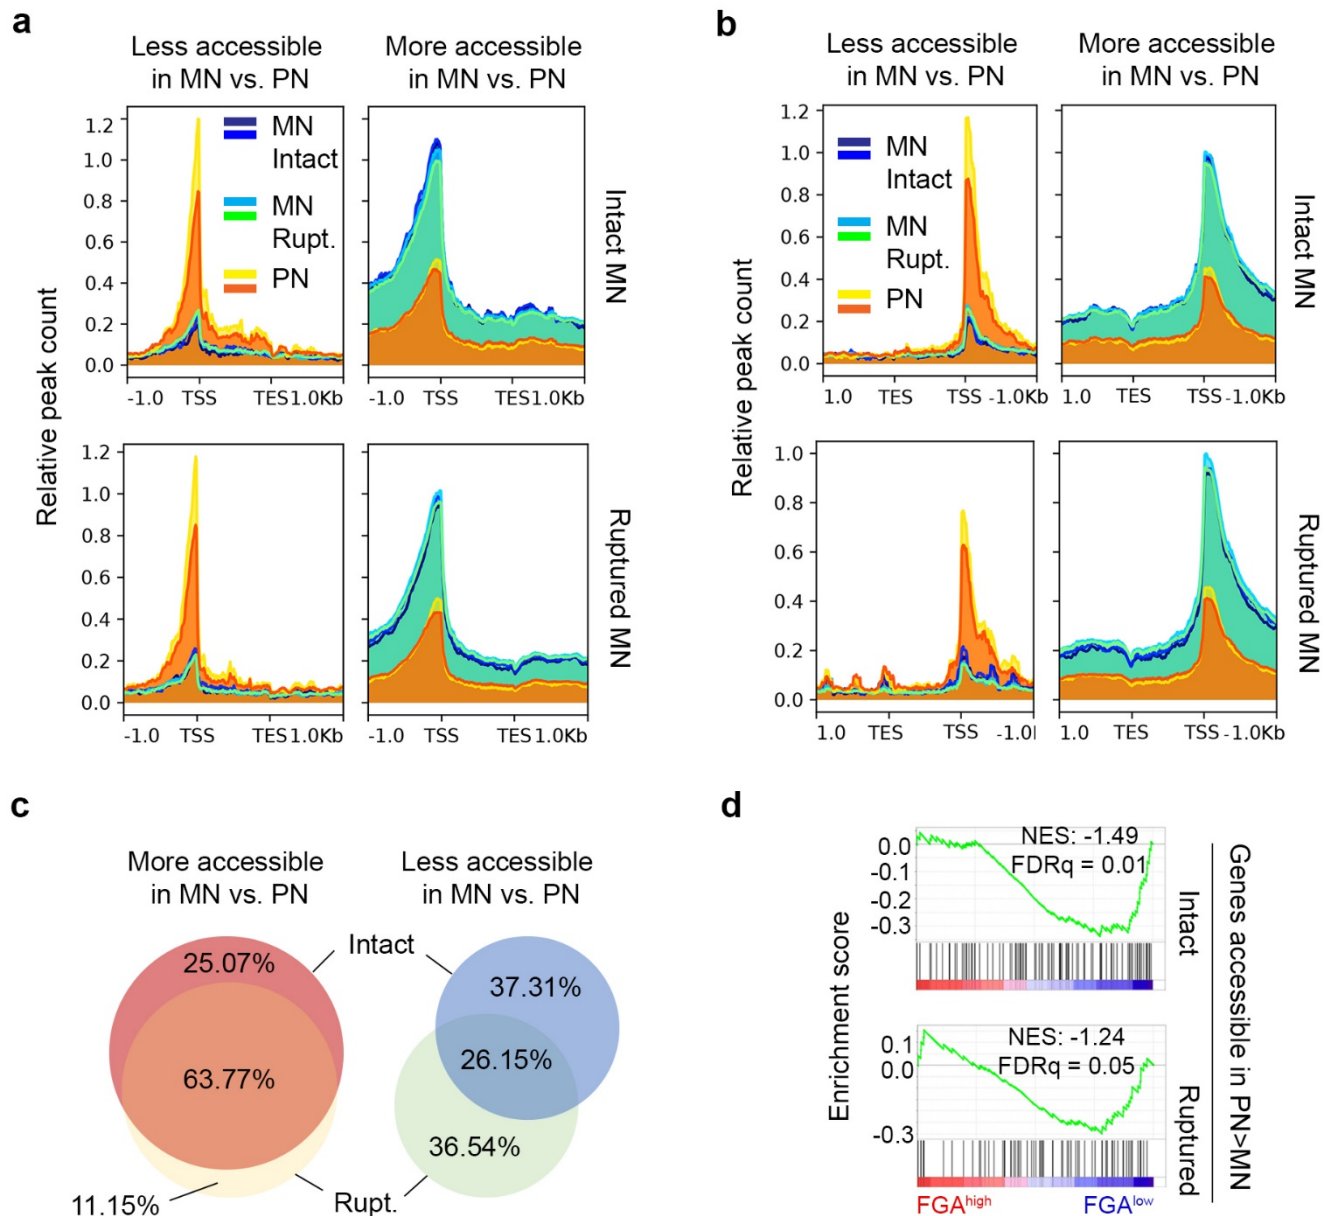 a
Less accessible
in MN vs. PN
More accessible
in MN vs. PN
1.2
1.0
0.8
0.6
0.4
0.2
0.0
MN
Intact
MN
Rupt.
PN
-1.0 TSS TES 1.0Kb
-1.0 TSS TES 1.0Kb
Intact MN
1.2
1.0
0.8
0.6
0.4
0.2
0.0
-1.0 TSS TES 1.0Kb
-1.0 TSS TES 1.0Kb
Ruptured MN
Relative peak count
b
Less accessible
in MN vs. PN
More accessible
in MN vs. PN
1.2
1.0
0.8
0.6
0.4
0.2
0.0
MN
Intact
MN
Rupt.
PN
1.0 TES TSS -1.0Kb
1.0 TES TSS -1.0Kb
Intact MN
1.0
0.8
0.6
0.4
0.2
0.0
1.0 TES TSS -1.0
1.0 TES TSS -1.0Kb
Ruptured MN
Relative peak count
c
More accessible
in MN vs. PN
Less accessible
in MN vs. PN
Intact
25.07%
63.77%
11.15%
37.31%
26.15%
36.54%
Rupt.
d
NES: -1.49
FDRq = 0.01
0.0
-0.1
-0.2
-0.3
Intact
NES: -1.24
FDRq = 0.05
0.1
0.0
-0.3
Ruptured
Enrichment score
Genes accessible in PN>MN
FGAhigh FGAlow